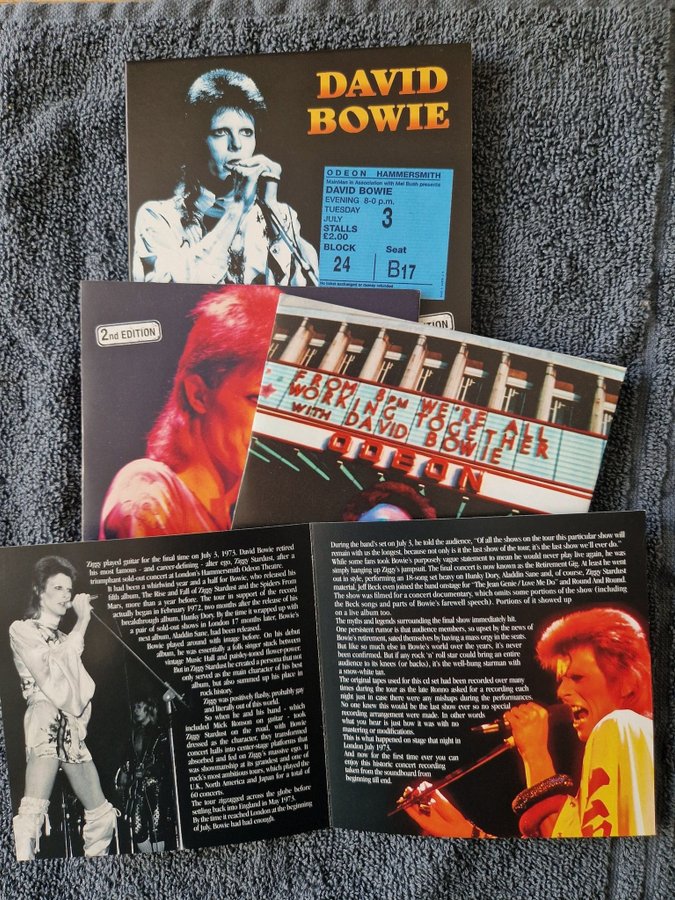 DAVID
BOWIE
ODEON HAMMERSMITH
MainMan in Association with Mel Bush presents
DAVID BOWIE
EVENING 8-0 p.m.
TUESDAY
JULY 3
STALLS
£2.00
BLOCK Seat
24 B17
No ticket exchanged or money refunded
ITION
2nd EDITION
FROM 8PM WE'RE ALL
WORKING TOGETHER
WITH DAVID BOWIE
ODEON
Ziggy played guitar for the final time on July 3, 1973. David Bowie retired
his most famous - and career-defining - alter ego, Ziggy Stardust, after a
triumphant sold-out concert at London's Hammersmith Odeon Theatre.
It had been a whirlwind year and a half for Bowie, who released his
fifth album, The Rise and Fall of Ziggy Stardust and the Spiders From
Mars, more than a year before. The tour in support of the record
actually began in February 1972, two months after the release of his
breakthrough album, Hunky Dory. By the time it wrapped up with
a pair of sold-out shows in London 17 months later, Bowie's
next album, Aladdin Sane, had been released.
Bowie played around with image before. On his debut
album, he was essentially a folk singer stuck between
vintage Music Hall and paisley-toned flower-power.
But in Ziggy Stardust he created a persona that not
only served as the main character of his best
album, but also summed up his place in
rock history.
Ziggy was positively flashy, probably gay
and literally out of this world.
So when he and his band - which
included Mick Ronson on guitar - took
Ziggy Stardust on the road, with Bowie
dressed as the character, they transformed
concert halls into center-stage platforms that
absorbed and fed on Ziggy's massive ego. It
was showmanship at its grandest and one of
rock's most ambitious tours, which played the
U.K., North America and Japan for a total of
60 concerts.
The tour zigzagged across the globe before
settling back into England in May 1973.
By the time it reached London at the beginning
of July, Bowie had had enough.
During the band's set on July 3, he told the audience, "Of all the shows on the tour this particular show will
remain with us the longest, because not only is it the last show of the tour, it's the last show we'll ever do."
While some fans took Bowie's purposely vague statement to mean he would never play live again, he was
simply hanging up Ziggy's jumpsuit. The final concert is now known as the Retirement Gig. At least he went
out in style, performing an 18-song set heavy on Hunky Dory, Aladdin Sane and, of course, Ziggy Stardust
material. Jeff Beck even joined the band onstage for "The Jean Genie / Love Me Do" and Round And Round.
The show was filmed for a concert documentary, which omits some portions of the show (including
the Beck songs and parts of Bowie's farewell speech). Portions of it showed up
on a live album too.
The myths and legends surrounding the final show immediately hit.
One persistent rumor is that audience members, so upset by the news of
Bowie's retirement, sated themselves by having a mass orgy in the seats.
But like so much else in Bowie's world over the years, it's never
been confirmed. But if any rock 'n' roll star could bring an entire
audience to its knees (or backs), it's the well-hung starman with
a snow-white tan.
The original tapes used for this cd set had been recorded over many
times during the tour as the late Ronno asked for a recording each
night just in case there were any mishaps during the performances.
No one knew this would be the last show ever so no special
recording arrangement were made. In other words
what you hear is just how it was with no
mastering or modifications.
This is what happened on stage that night in
London July 1973.
And now for the first time ever you can
enjoy this historic concert recording
taken from the soundboard from
beginning till end.